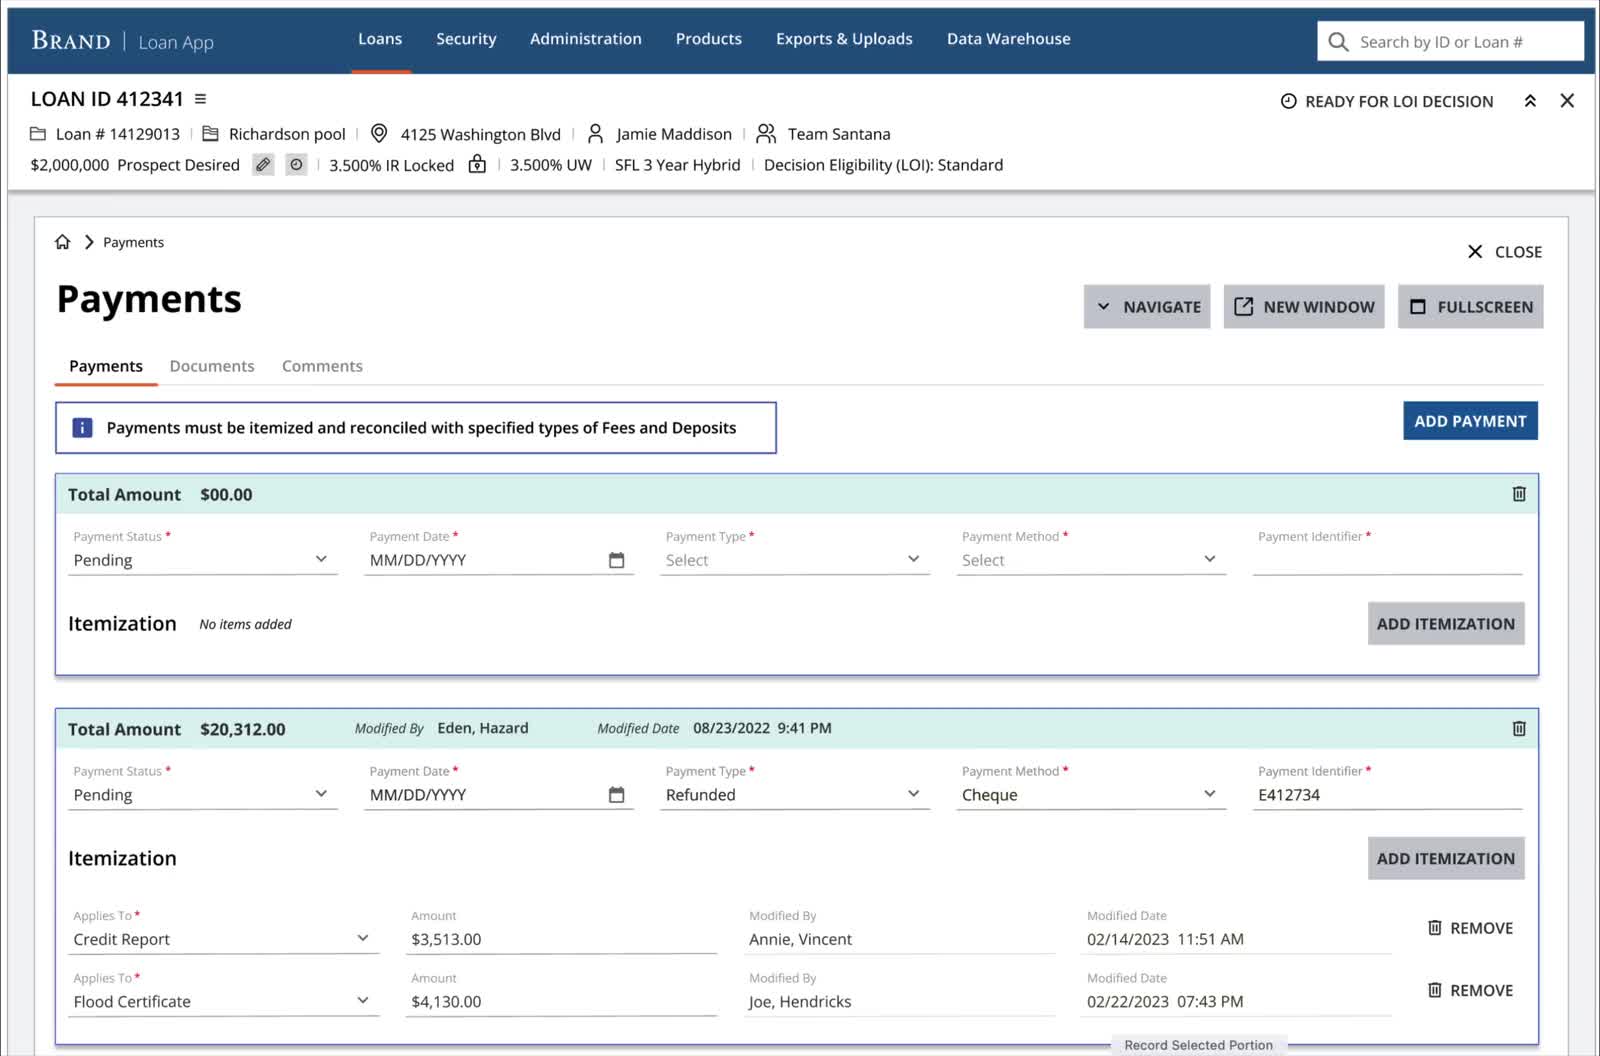 BRAND | Loan App Loans Security Administration Products Exports & Uploads Data Warehouse Search by ID or Loan #
LOAN ID 412341 READY FOR LOI DECISION
Loan # 14129013 Richardson pool 4125 Washington Blvd Jamie Maddison Team Santana
$2,000,000 Prospect Desired 3.500% IR Locked 3.500% UW SFL 3 Year Hybrid Decision Eligibility (LOI): Standard
Payments
CLOSE
Payments
NAVIGATE NEW WINDOW FULLSCREEN
Payments Documents Comments
Payments must be itemized and reconciled with specified types of Fees and Deposits
ADD PAYMENT
Total Amount $00.00
Payment Status * Payment Date * Payment Type * Payment Method * Payment Identifier *
Pending MM/DD/YYYY Select Select
Itemization No items added ADD ITEMIZATION
Total Amount $20,312.00 Modified By Eden, Hazard Modified Date 08/23/2022 9:41 PM
Payment Status * Payment Date * Payment Type * Payment Method * Payment Identifier *
Pending MM/DD/YYYY Refunded Cheque E412734
Itemization ADD ITEMIZATION
Applies To * Amount Modified By Modified Date
Credit Report $3,513.00 Annie, Vincent 02/14/2023 11:51 AM REMOVE
Applies To * Amount Modified By Modified Date
Flood Certificate $4,130.00 Joe, Hendricks 02/22/2023 07:43 PM REMOVE
Record Selected Portion